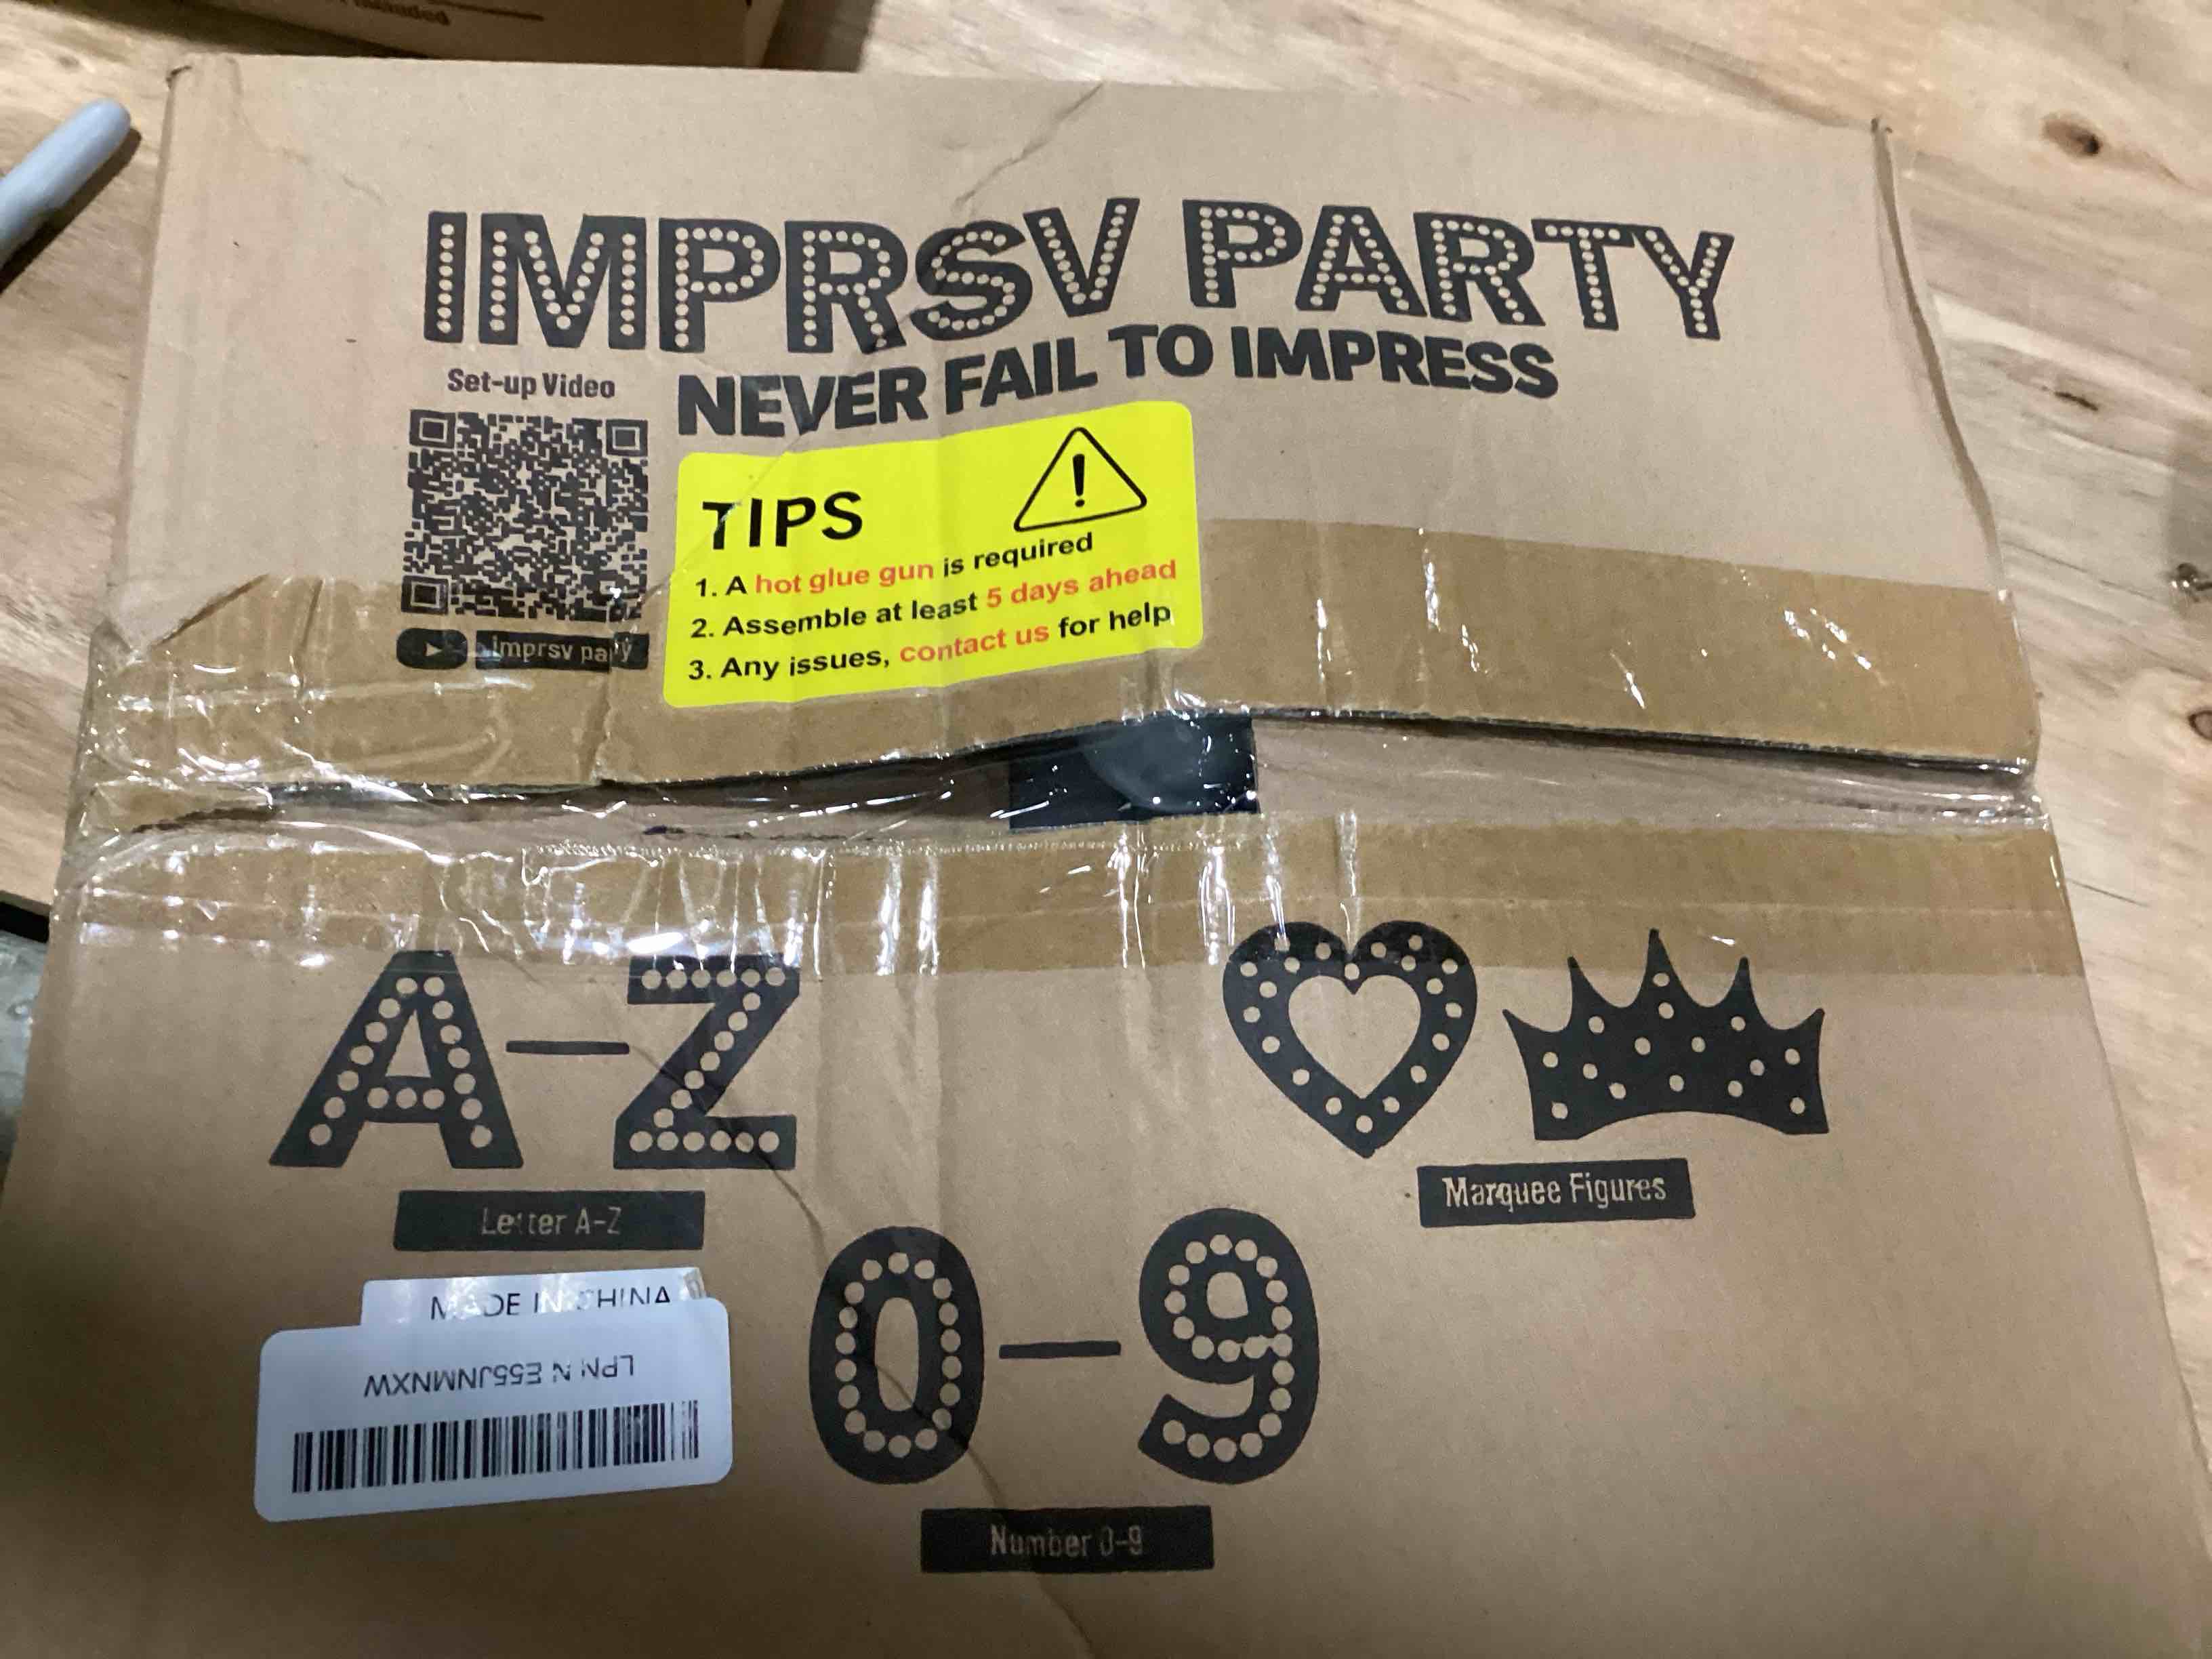 IMPRSV PARTY
NEVER FAIL TO IMPRESS
Set-up Video
imprsv party
TIPS
!
1. A hot glue gun is required
2. Assemble at least 5 days ahead
3. Any issues, contact us for help
A-Z
Letter A-Z
Marquee Figures
0-9
Number 0-9
MADE IN CHINA